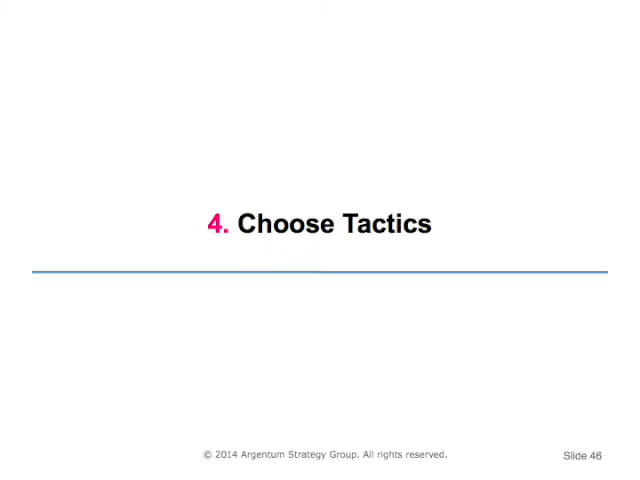 4. Choose Tactics
© 2014 Argentum Strategy Group. All rights reserved.
Slide 46